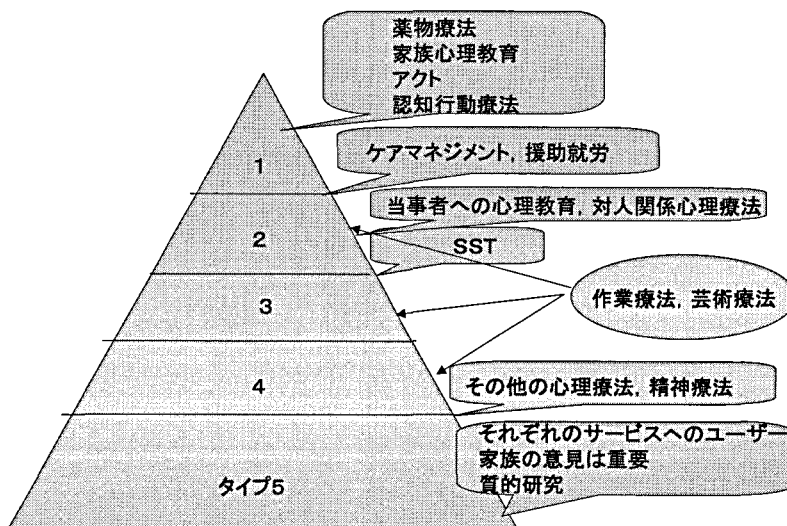 薬物療法
家族心理教育
アクト
認知行動療法
1
ケアマネジメント, 援助就労
当事者への心理教育, 対人関係心理療法
2
SST
作業療法, 芸術療法
3
4
その他の心理療法, 精神療法
それぞれのサービスへのユーザー
家族の意見は重要
質的研究
タイプ5